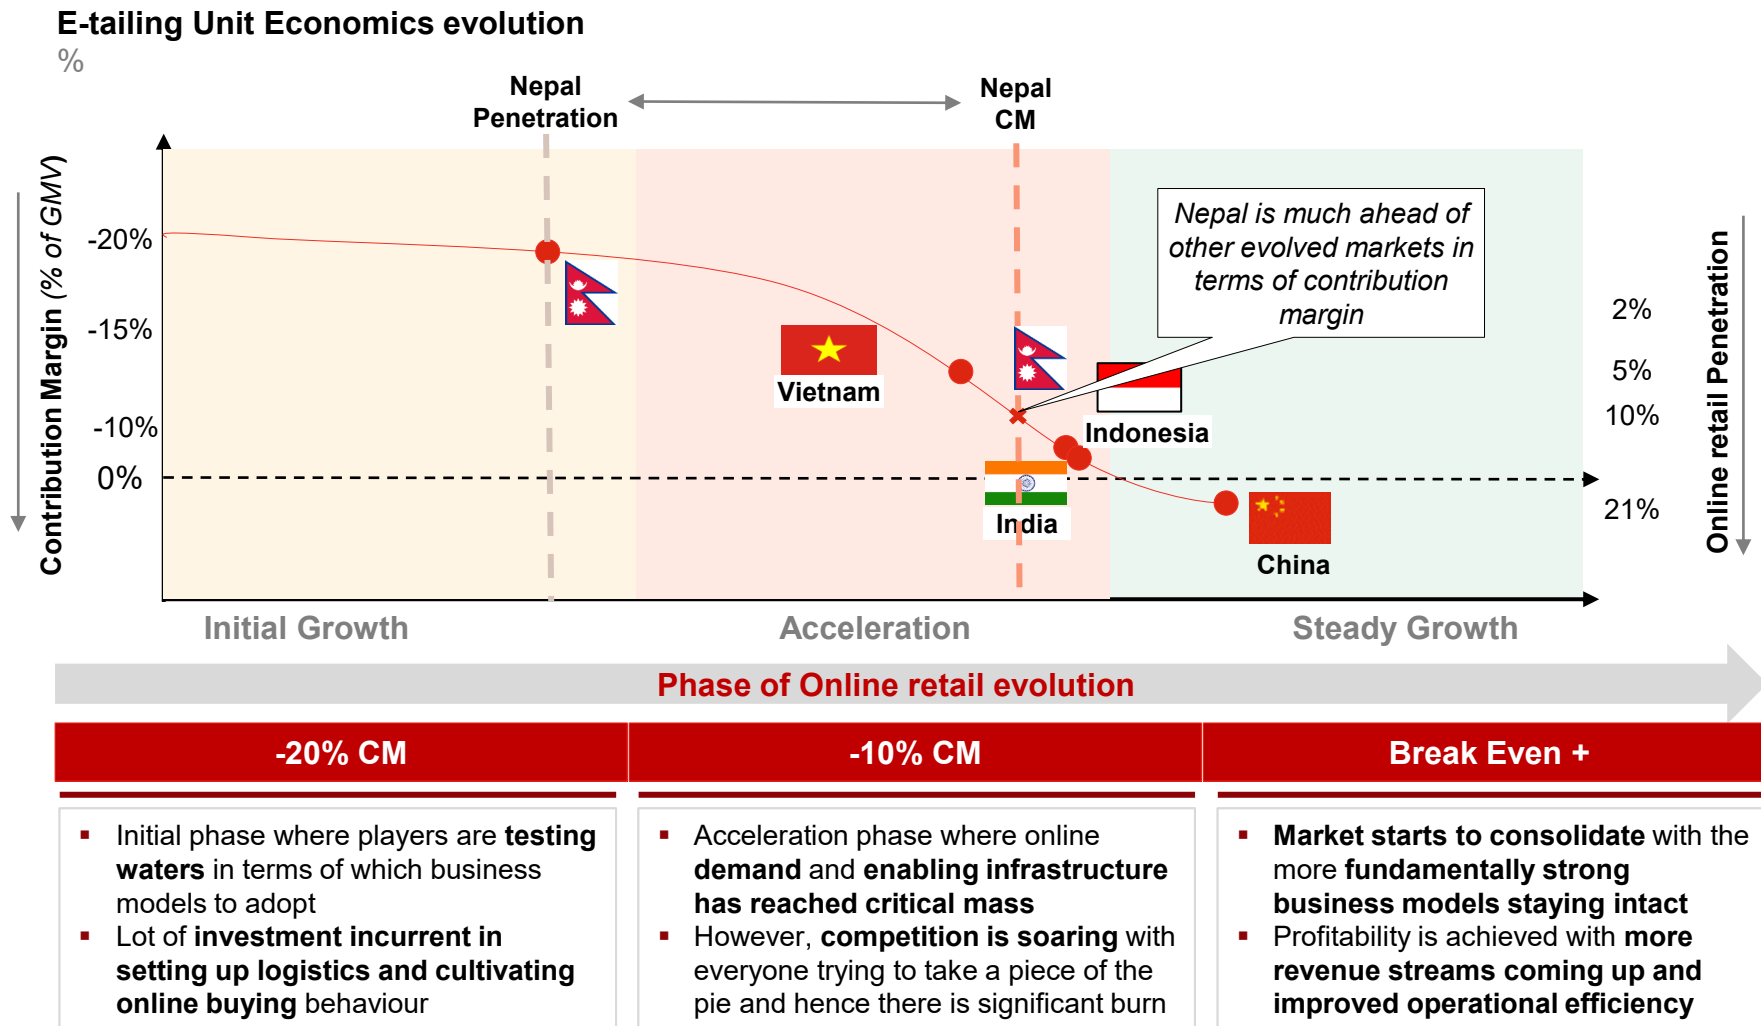 E-tailing Unit Economics evolution
%
Nepal
Penetration
Nepal
CM
Contribution Margin (% of GMV)
-20%
-15%
-10%
0%
Nepal is much ahead of
other evolved markets in
terms of contribution
margin
Vietnam
Indonesia
India
China
2%
5%
10%
21%
Online retail Penetration
Initial Growth
Acceleration
Steady Growth
Phase of Online retail evolution
-20% CM
-10% CM
Break Even +
▪ Initial phase where players are testing
waters in terms of which business
models to adopt
▪ Lot of investment incurrent in
setting up logistics and cultivating
online buying behaviour
▪ Acceleration phase where online
demand and enabling infrastructure
has reached critical mass
▪ However, competition is soaring with
everyone trying to take a piece of the
pie and hence there is significant burn
▪ Market starts to consolidate with the
more fundamentally strong
business models staying intact
▪ Profitability is achieved with more
revenue streams coming up and
improved operational efficiency